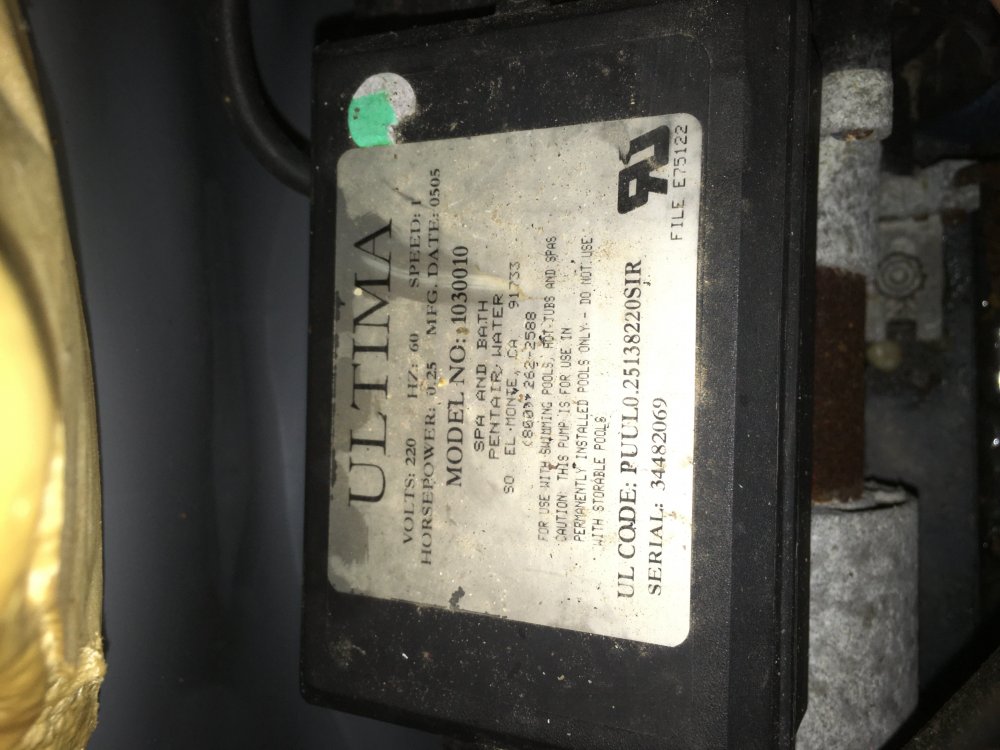 ULTIMA
VOLTS: 220 HZ: 60 SPEED: 1
HORSEPOWER: 0.25 MFG. DATE: 0505
MODEL NO: 1030010
SPA AND BATH
PENTAIR WATER
SO EL MONTE, CA 91733
(800) 262-2588
FOR USE WITH SWIMMING POOLS, HOT TUBS AND SPAS
CAUTION: THIS PUMP IS FOR USE IN
PERMANENTLY INSTALLED POOLS ONLY - DO NOT USE
WITH STORABLE POOLS
UL CODE: PUUL0.25138220SIR
SERIAL: 34482069
FILE E75122